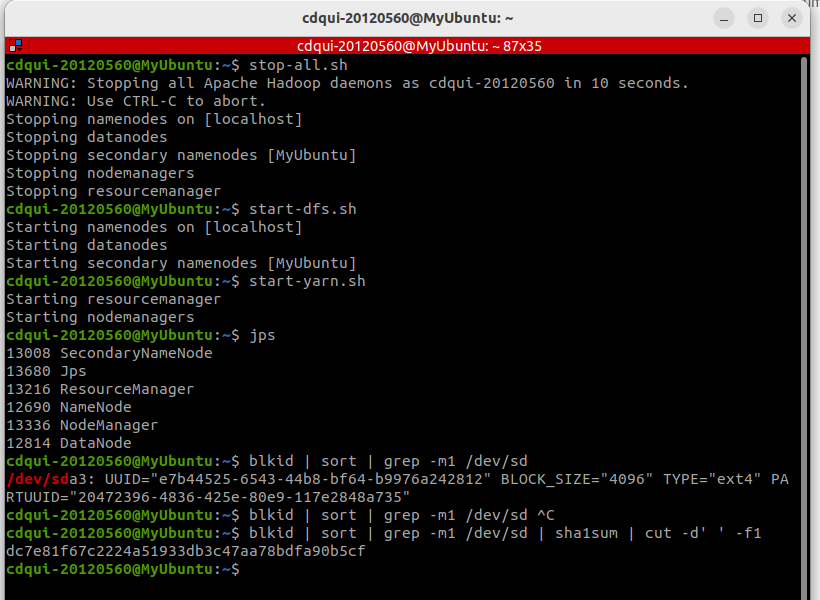 cdqui-20120560@MyUbuntu: ~
cdqui-20120560@MyUbuntu: ~ 87x35
cdqui-20120560@MyUbuntu:~$ stop-all.sh
WARNING: Stopping all Apache Hadoop daemons as cdqui-20120560 in 10 seconds.
WARNING: Use CTRL-C to abort.
Stopping namenodes on [localhost]
Stopping datanodes
Stopping secondary namenodes [MyUbuntu]
Stopping nodemanagers
Stopping resourcemanager
cdqui-20120560@MyUbuntu:~$ start-dfs.sh
Starting namenodes on [localhost]
Starting datanodes
Starting secondary namenodes [MyUbuntu]
cdqui-20120560@MyUbuntu:~$ start-yarn.sh
Starting resourcemanager
Starting nodemanagers
cdqui-20120560@MyUbuntu:~$ jps
13008 SecondaryNameNode
13680 Jps
13216 ResourceManager
12690 NameNode
13336 NodeManager
12814 DataNode
cdqui-20120560@MyUbuntu:~$ blkid | sort | grep -m1 /dev/sd
/dev/sda3: UUID="e7b44525-6543-44b8-bf64-b9976a242812" BLOCK_SIZE="4096" TYPE="ext4" PA
RTUUID="20472396-4836-425e-80e9-117e2848a735"
cdqui-20120560@MyUbuntu:~$ blkid | sort | grep -m1 /dev/sd ^C
cdqui-20120560@MyUbuntu:~$ blkid | sort | grep -m1 /dev/sd | sha1sum | cut -d' ' -f1
dc7e81f67c2224a51933db3c47aa78bdfa90b5cf
cdqui-20120560@MyUbuntu:~$